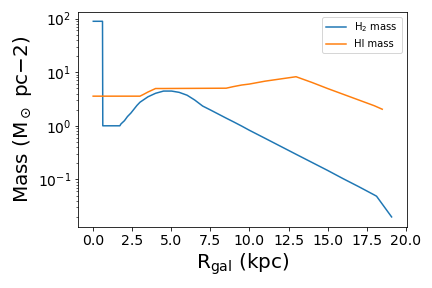 H₂ mass
HI mass
Mass (M⊙ pc−2)
10²
10¹
10⁰
10⁻¹
0.0 2.5 5.0 7.5 10.0 12.5 15.0 17.5 20.0
R_gal (kpc)